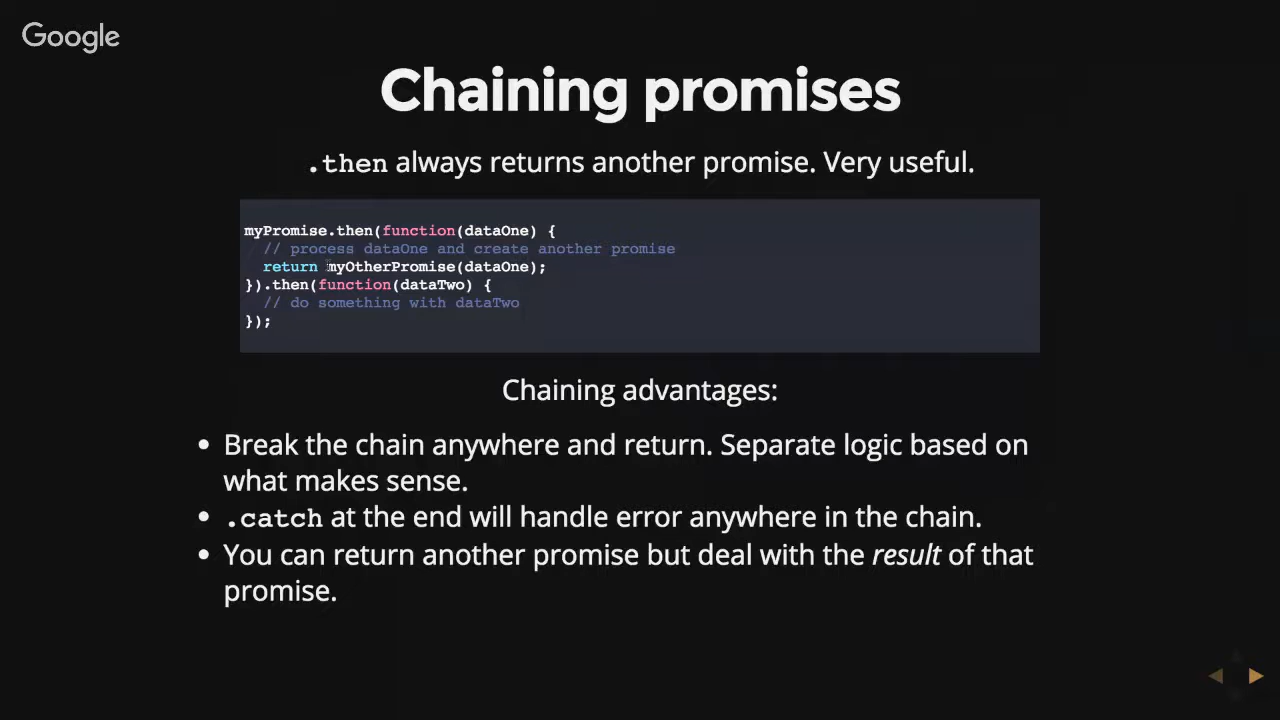 Google
Chaining promises
.then always returns another promise. Very useful.
myPromise.then(function(dataOne) {
  // process dataOne and create another promise
  return myOtherPromise(dataOne);
}).then(function(dataTwo) {
  // do something with dataTwo
});
Chaining advantages:
• Break the chain anywhere and return. Separate logic based on
what makes sense.
• .catch at the end will handle error anywhere in the chain.
• You can return another promise but deal with the result of that
promise.